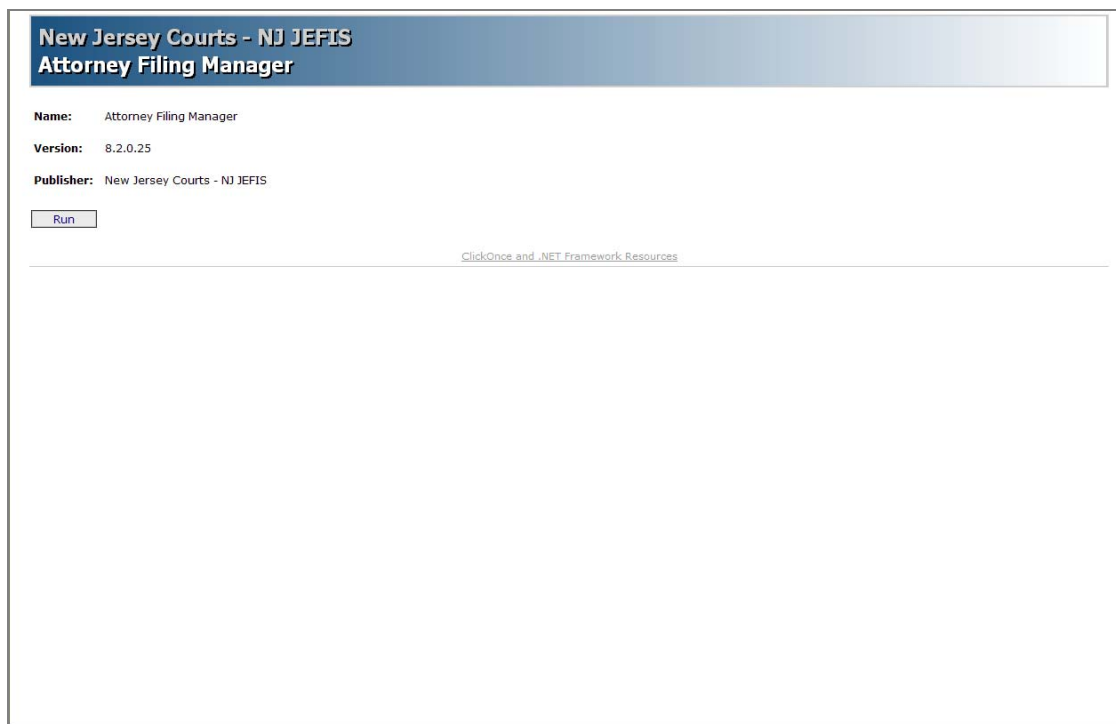 New Jersey Courts - NJ JEFIS
Attorney Filing Manager
Name: Attorney Filing Manager
Version: 8.2.0.25
Publisher: New Jersey Courts - NJ JEFIS
Run
ClickOnce and .NET Framework Resources